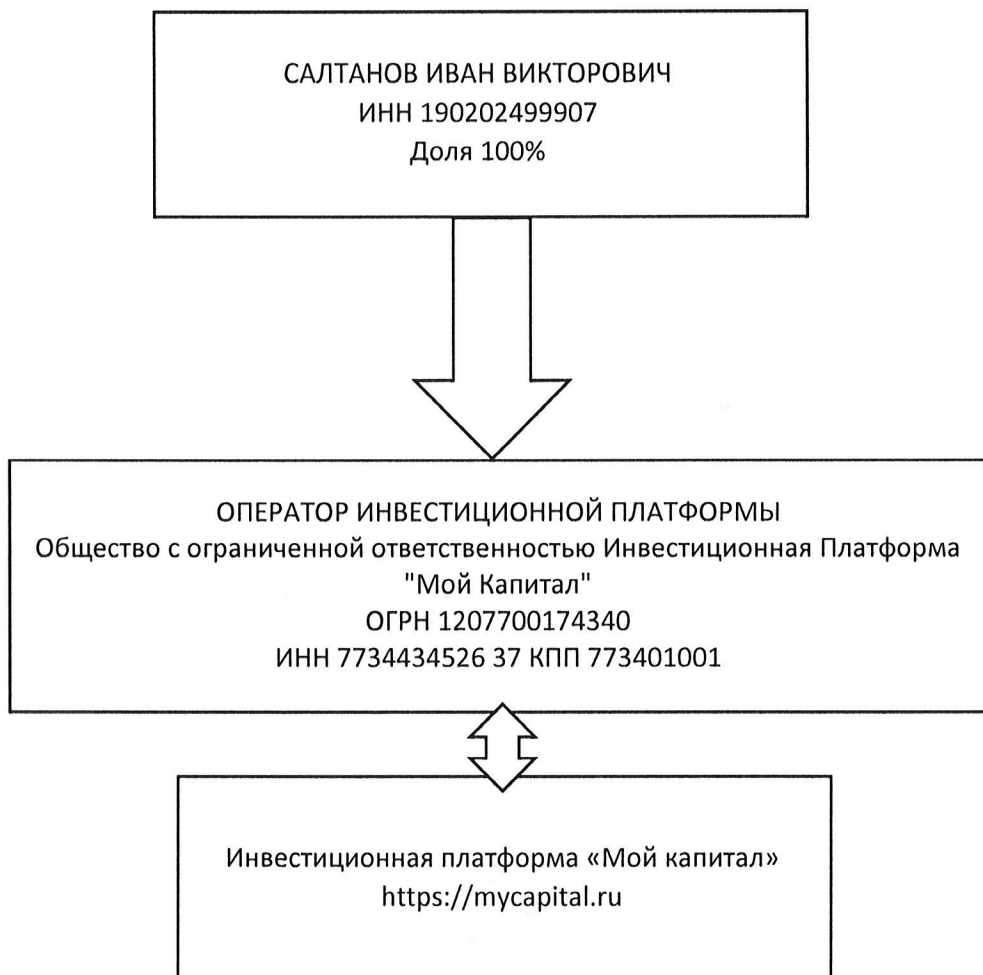 САЛТАНОВ ИВАН ВИКТОРОВИЧ
ИНН 190202499907
Доля 100%
ОПЕРАТОР ИНВЕСТИЦИОННОЙ ПЛАТФОРМЫ
Общество с ограниченной ответственностью Инвестиционная Платформа
"Мой Капитал"
ОГРН 1207700174340
ИНН 7734434526 37 КПП 773401001
Инвестиционная платформа «Мой капитал»
https://mycapital.ru